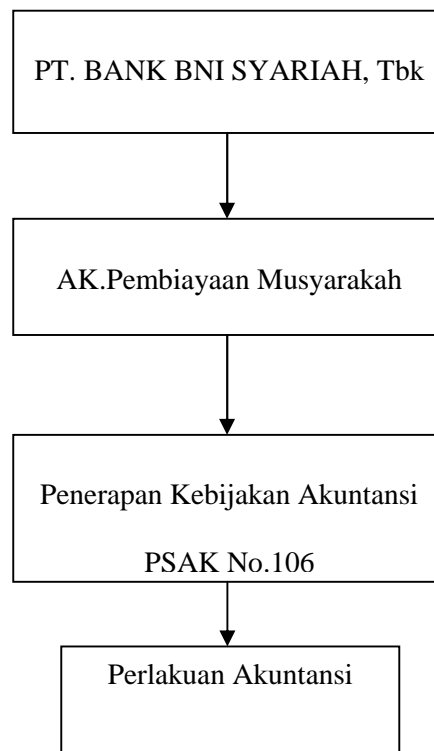 PT. BANK BNI SYARIAH, Tbk
AK.Pembiayaan Musyarakah
Penerapan Kebijakan Akuntansi
PSAK No.106
Perlakuan Akuntansi